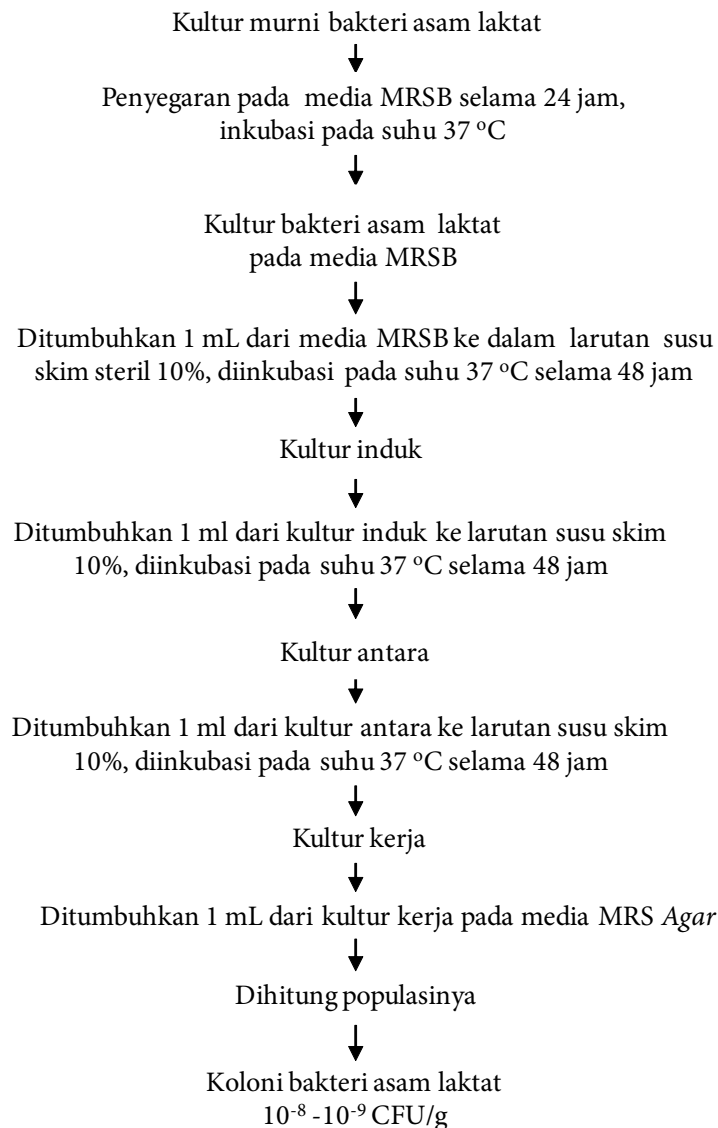 Kultur murni bakteri asam laktat
Penyegaran pada media MRSB selama 24 jam,
inkubasi pada suhu 37 ºC
Kultur bakteri asam laktat
pada media MRSB
Ditumbuhkan 1 mL dari media MRSB ke dalam larutan susu
skim steril 10%, diinkubasi pada suhu 37 ºC selama 48 jam
Kultur induk
Ditumbuhkan 1 ml dari kultur induk ke larutan susu skim
10%, diinkubasi pada suhu 37 ºC selama 48 jam
Kultur antara
Ditumbuhkan 1 ml dari kultur antara ke larutan susu skim
10%, diinkubasi pada suhu 37 ºC selama 48 jam
Kultur kerja
Ditumbuhkan 1 mL dari kultur kerja pada media MRS Agar
Dihitung populasinya
Koloni bakteri asam laktat
10⁻⁸ -10⁻⁹ CFU/g